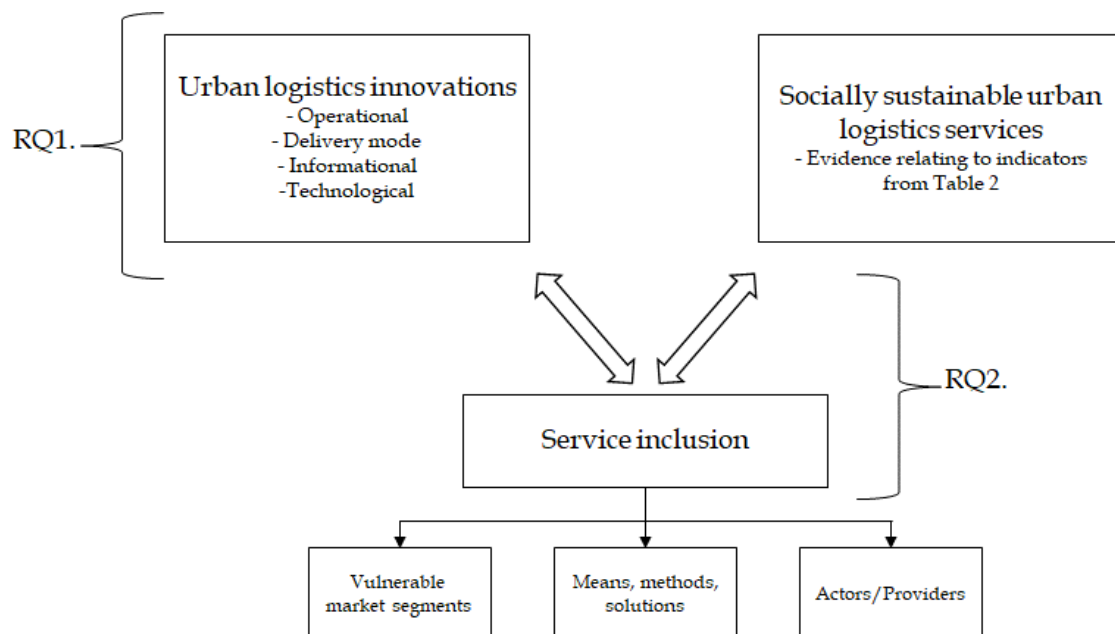 RQ1.
Urban logistics innovations
- Operational
- Delivery mode
- Informational
-Technological
Socially sustainable urban
logistics services
- Evidence relating to indicators
from Table 2
RQ2.
Service inclusion
Vulnerable
market segments
Means, methods,
solutions
Actors/Providers